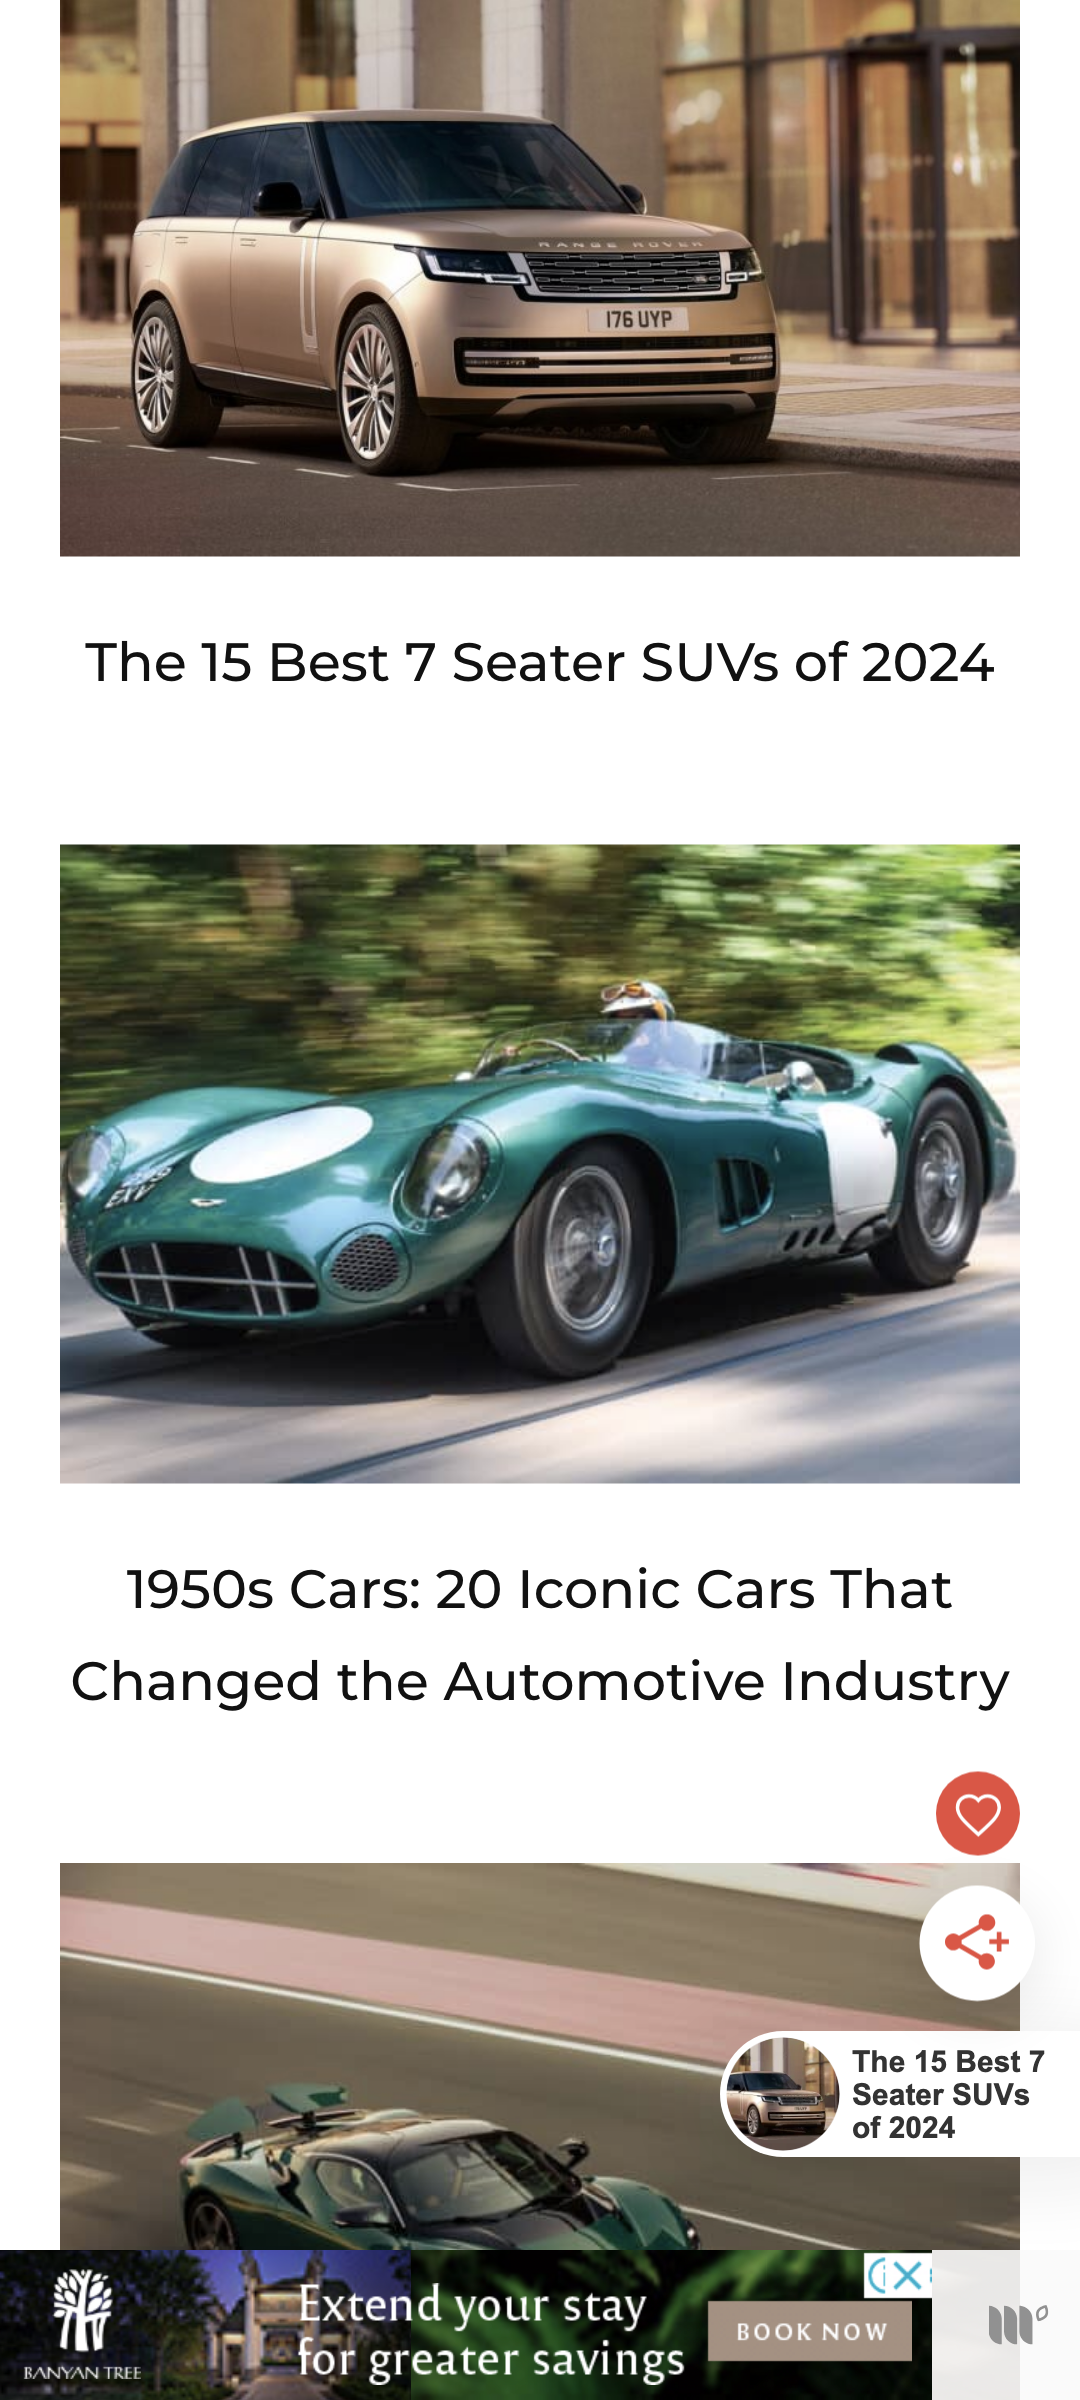 RANGE ROVER
176 UYP
The 15 Best 7 Seater SUVs of 2024
1950s Cars: 20 Iconic Cars That
Changed the Automotive Industry
The 15 Best 7
Seater SUVs
of 2024
BANYAN TREE
Extend your stay
for greater savings
BOOK NOW